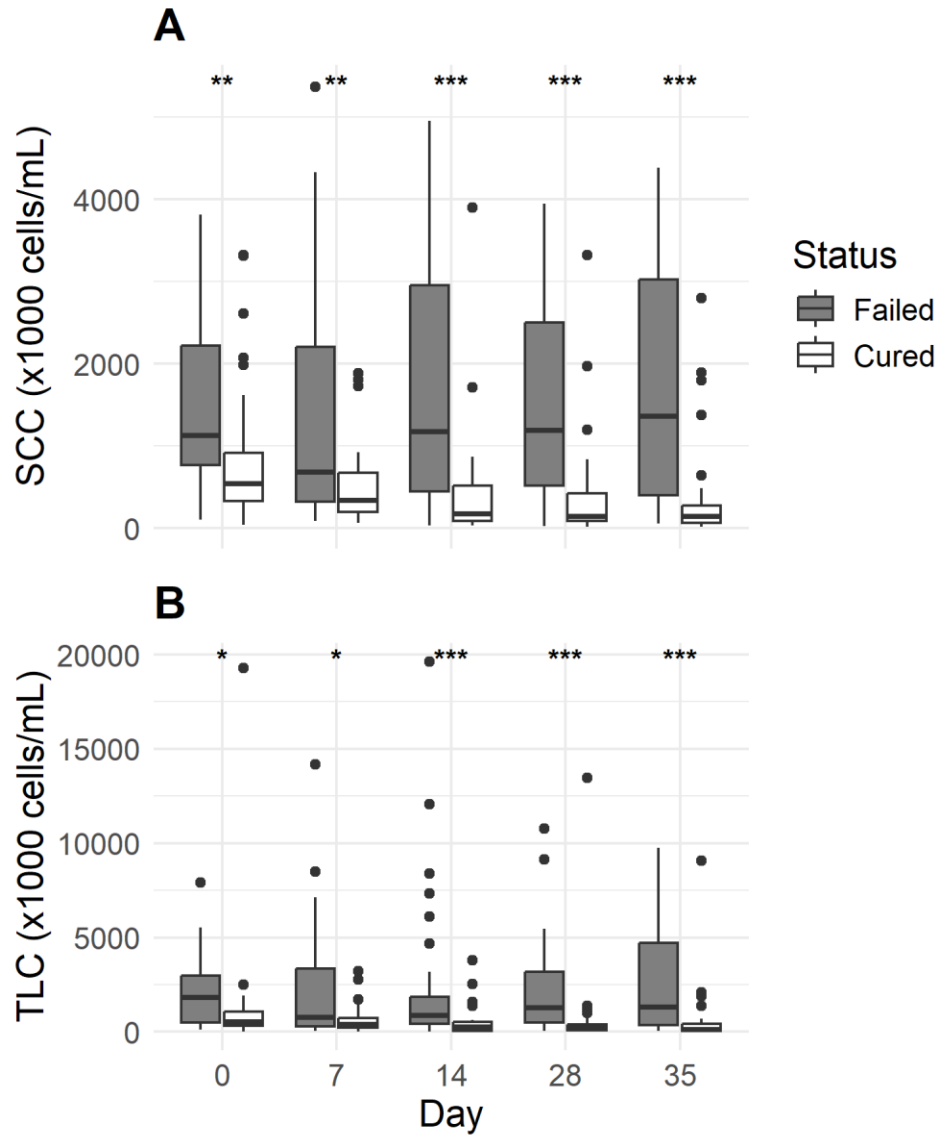 A
** ** *** *** ***
SCC (x1000 cells/mL)
4000
2000
0
Status
Failed
Cured
B
* * *** *** ***
TLC (x1000 cells/mL)
20000
15000
10000
5000
0
0 7 14 28 35
Day